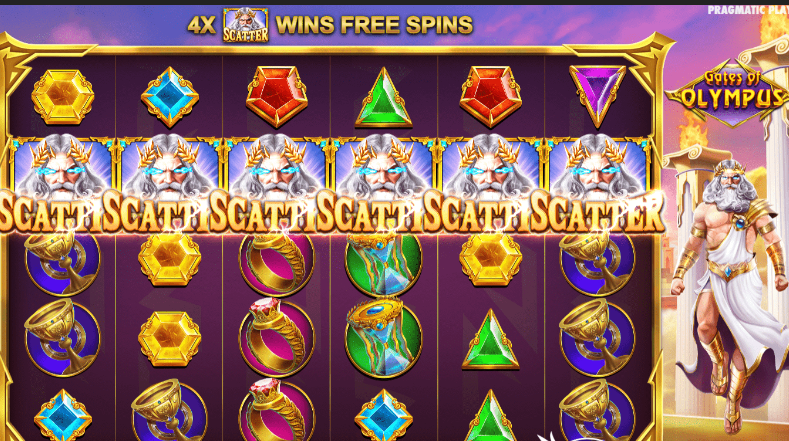 PRAGMATIC PLA
4X SCATTER WINS FREE SPINS
Gates of
OLYMPUS
SCATT SCATT SCATT SCATT SCATT SCATTER